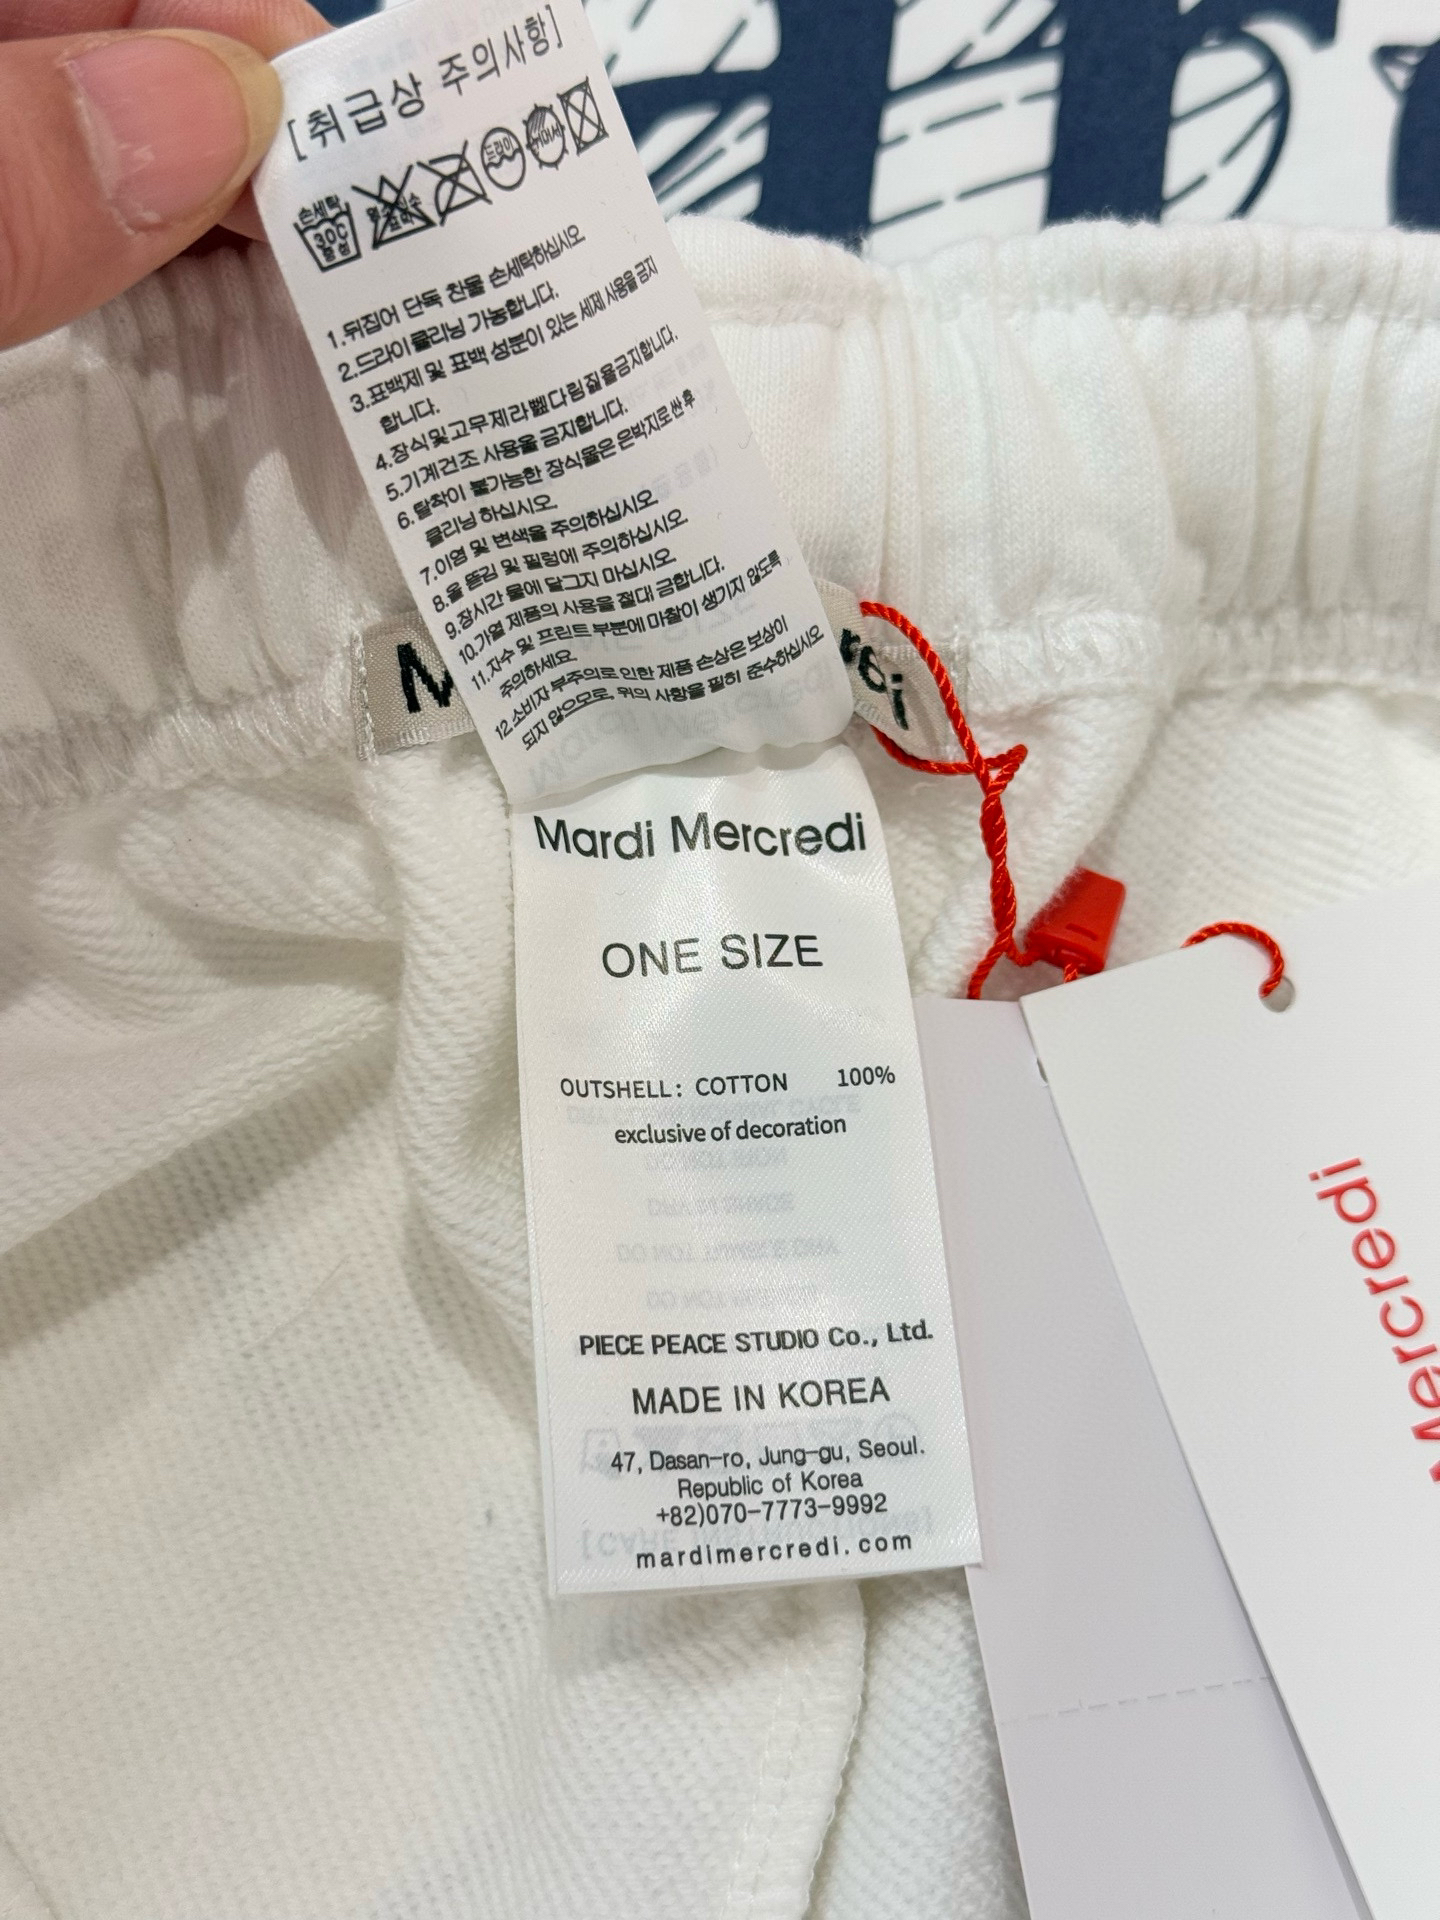 [취급상 주의사항]
손세탁
30℃
중성
드라이
1.뒤집어 단독 찬물 손세탁하십시오.
2.드라이 클리닝 가능합니다.
3.표백제 및 표백 성분이 있는 세제 사용을 금지
합니다.
4.장식및고무제라벨다림질을금지합니다.
5.기계건조 사용을 금지합니다.
6.탈착이 불가능한 장식물은 은박지로 싼 후
클리닝 하십시오.
7.이염 및 변색을 주의하십시오.
8.올 뜯김 및 필링에 주의하십시오.
9.장시간 물에 담그지 마십시오.
10.가열 제품의 사용을 절대 금합니다.
11.자수 및 프린트 부분에 마찰이 생기지 않도록
주의하세요.
12.소비자 부주의로 인한 제품 손상은 보상이
되지 않으므로, 위의 사항을 필히 준수하십시오
Mardi Mercredi
ONE SIZE
OUTSHELL: COTTON 100%
exclusive of decoration
PIECE PEACE STUDIO Co., Ltd.
MADE IN KOREA
47, Dasan-ro, Jung-gu, Seoul.
Republic of Korea
+82)070-7773-9992
mardimercredi.com
Mercredi